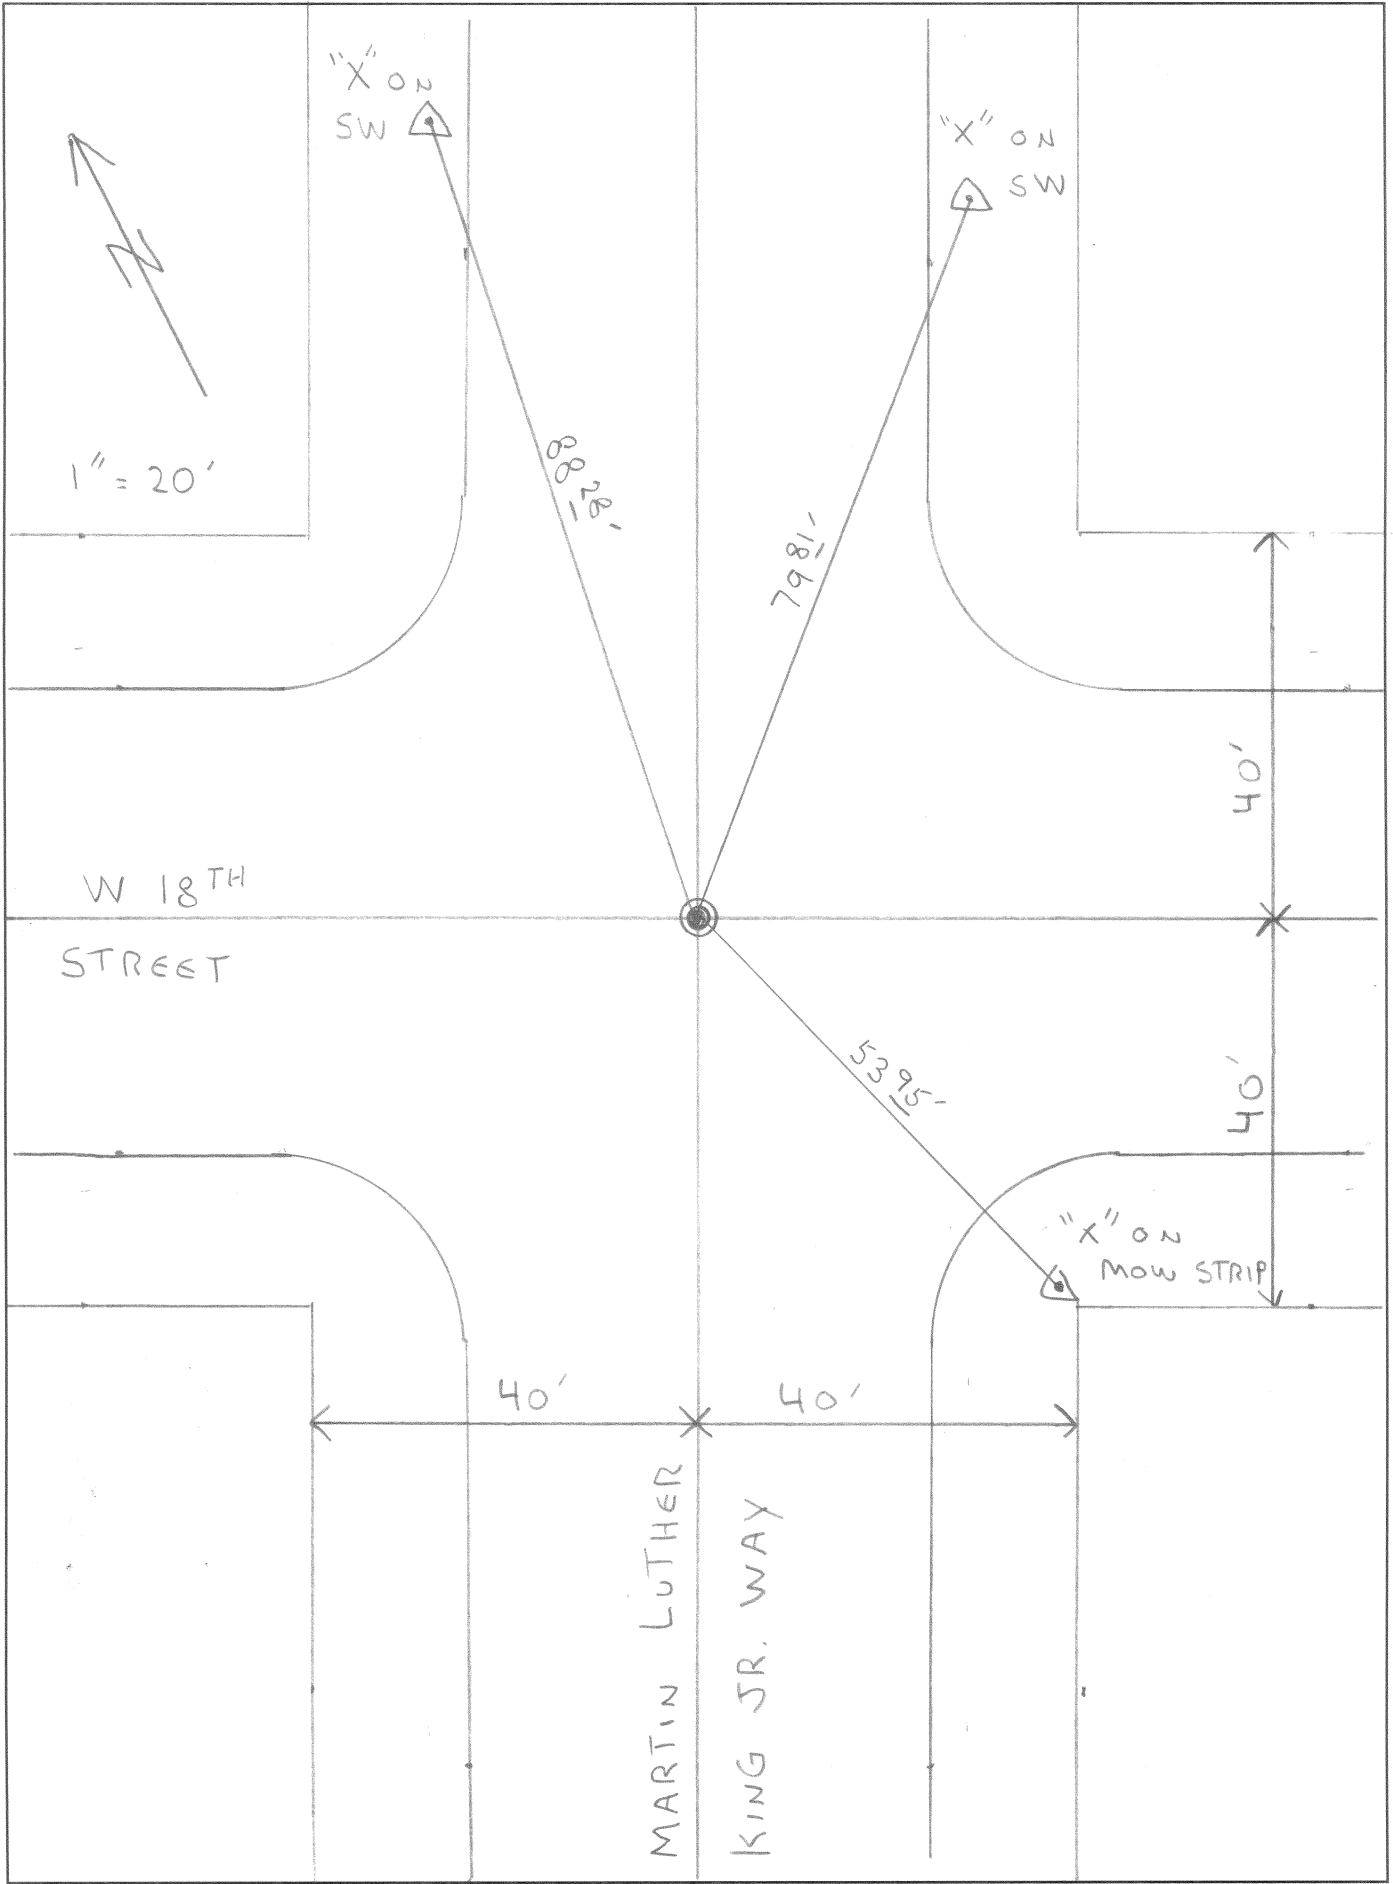 "X" ON
SW
"X" ON
SW
N
1" = 20'
88.28'
79.81'
40'
W 18TH
STREET
53.95'
40'
"X" ON
MOW STRIP
40'
40'
MARTIN LUTHER
KING JR. WAY